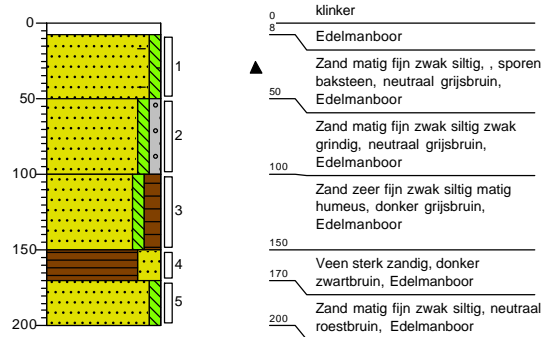 0
50
100
150
200
1
2
3
4
5
0
klinker
8
Edelmanboor
Zand matig fijn zwak siltig, , sporen
baksteen, neutraal grijsbruin,
50
Edelmanboor
Zand matig fijn zwak siltig zwak
grindig, neutraal grijsbruin,
100
Edelmanboor
Zand zeer fijn zwak siltig matig
humeus, donker grijsbruin,
Edelmanboor
150
Veen sterk zandig, donker
170
zwartbruin, Edelmanboor
Zand matig fijn zwak siltig, neutraal
200
roestbruin, Edelmanboor